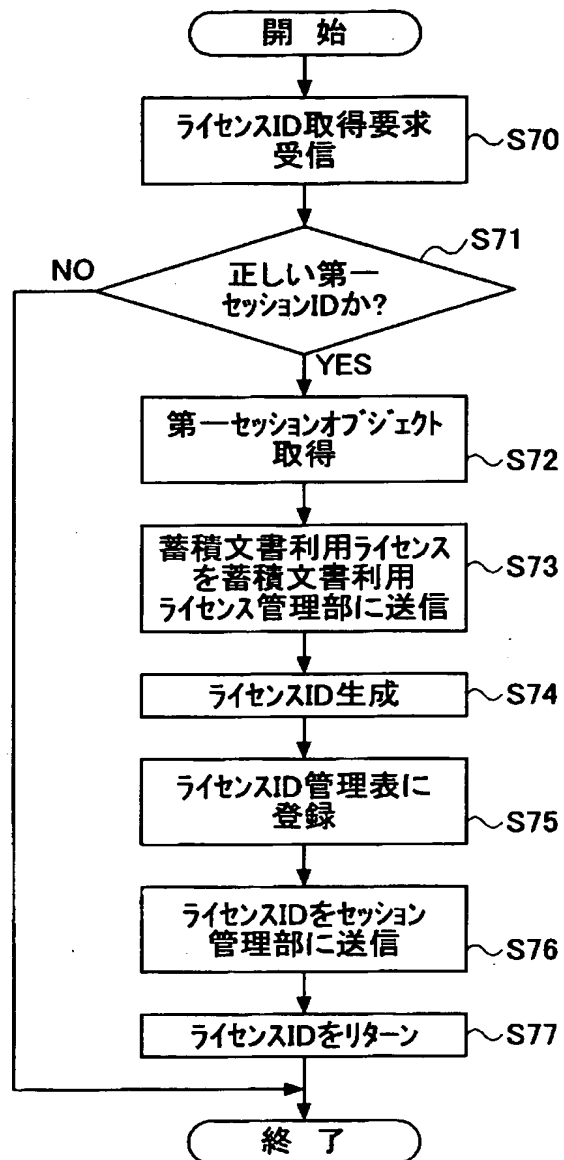 開 始
ライセンスID取得要求
受信
S70
S71
NO
正しい第一
セッションIDか?
YES
第一セッションオブジェクト
取得
S72
蓄積文書利用ライセンス
を蓄積文書利用
ライセンス管理部に送信
S73
ライセンスID生成
S74
ライセンスID管理表に
登録
S75
ライセンスIDをセッション
管理部に送信
S76
ライセンスIDをリターン
S77
終 了